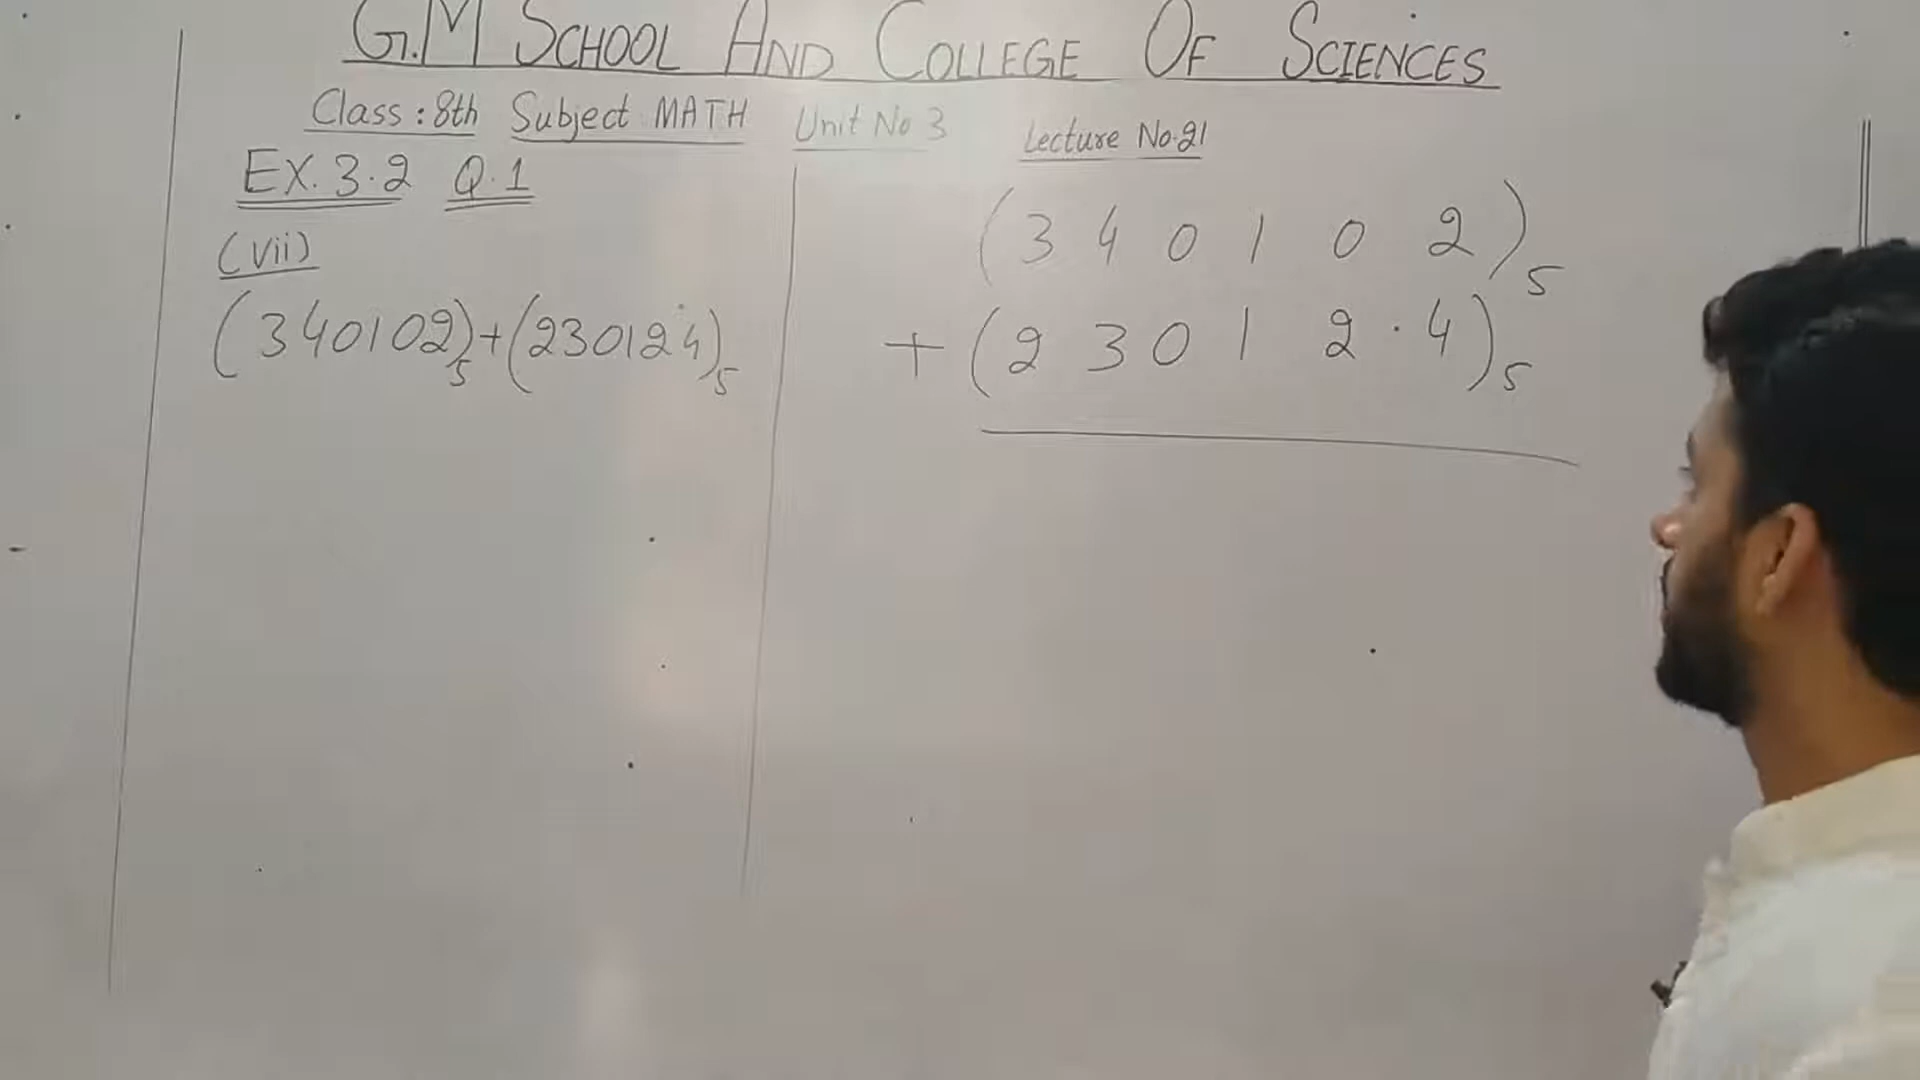 G.M SCHOOL AND COLLEGE OF SCIENCES
Class : 8th Subject MATH Unit No 3 Lecture No.21
EX. 3.2 Q.1
(vii)
(340102)5+(230124)5
(3 4 0 1 0 2)5
+(2 3 0 1 2 · 4)5